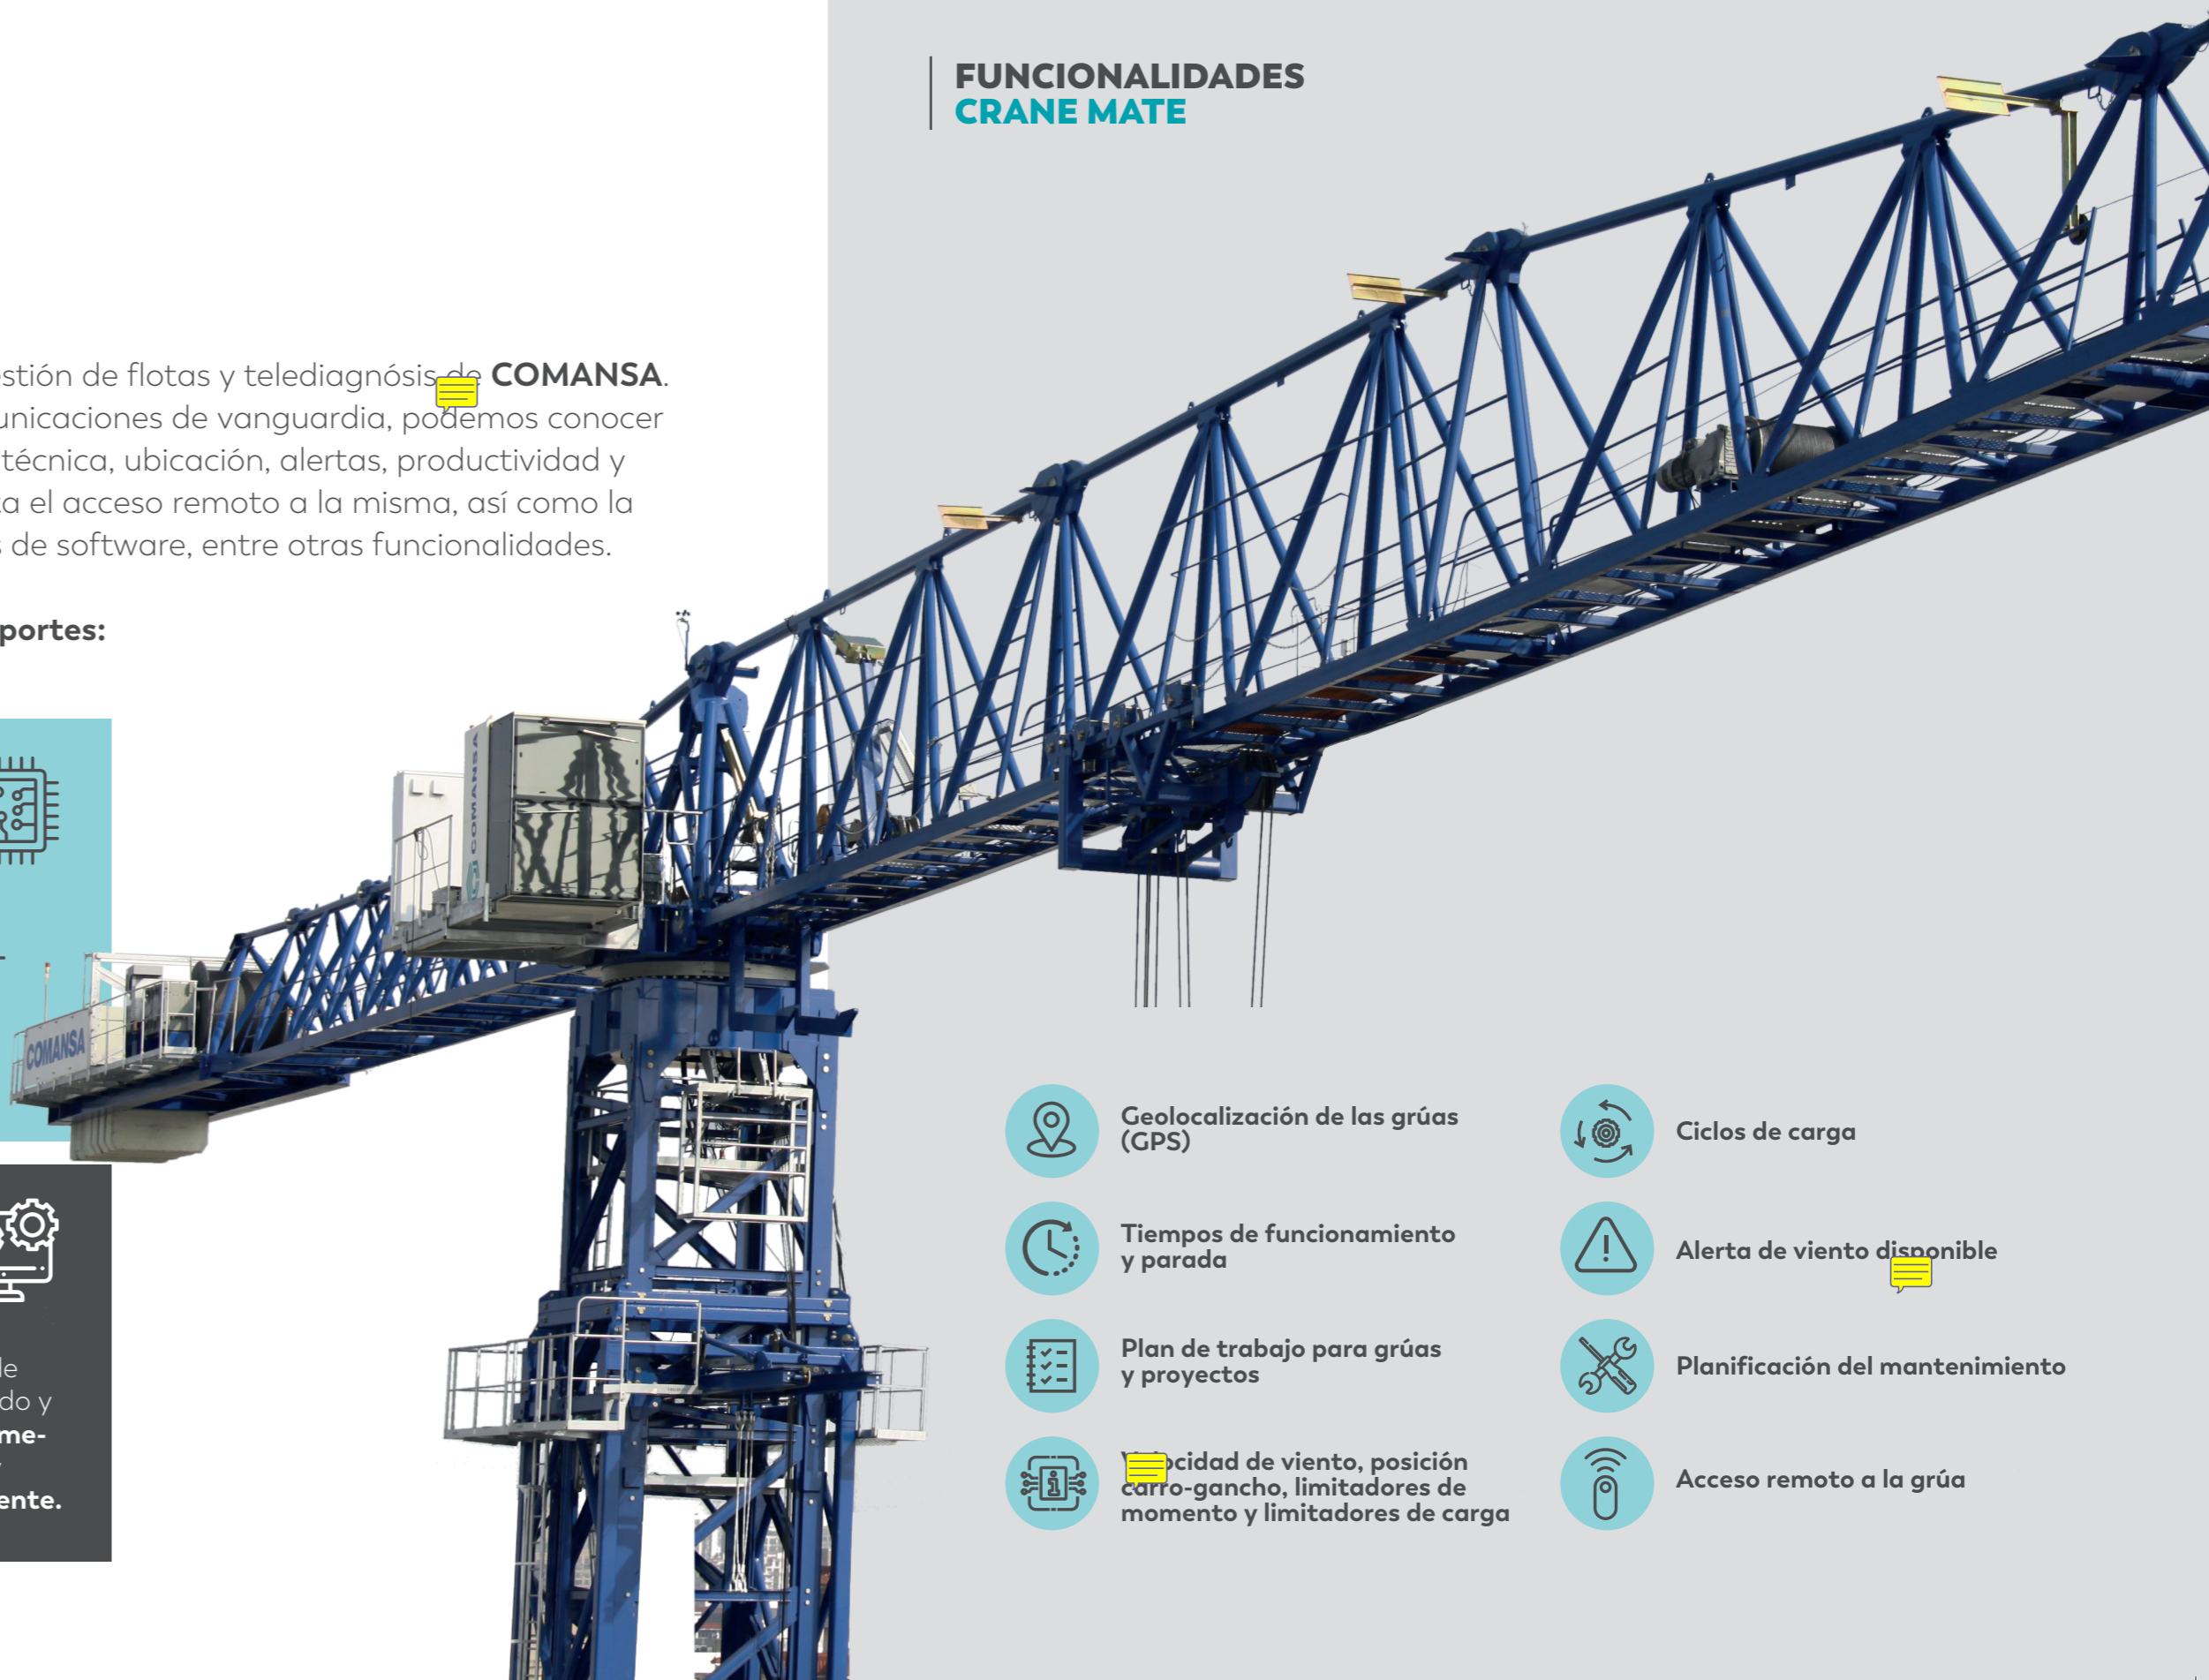 FUNCIONALIDADES
CRANE MATE
stión de flotas y telediagnósis de COMANSA.
unicaciones de vanguardia, podemos conocer
técnica, ubicación, alertas, productividad y
a el acceso remoto a la misma, así como la
s de software, entre otras funcionalidades.
portes:
COMANSA
COMANSA
le
do y
me-
ente.
Geolocalización de las grúas
(GPS)
Tiempos de funcionamiento
y parada
Plan de trabajo para grúas
y proyectos
Velocidad de viento, posición
carro-gancho, limitadores de
momento y limitadores de carga
Ciclos de carga
Alerta de viento disponible
Planificación del mantenimiento
Acceso remoto a la grúa